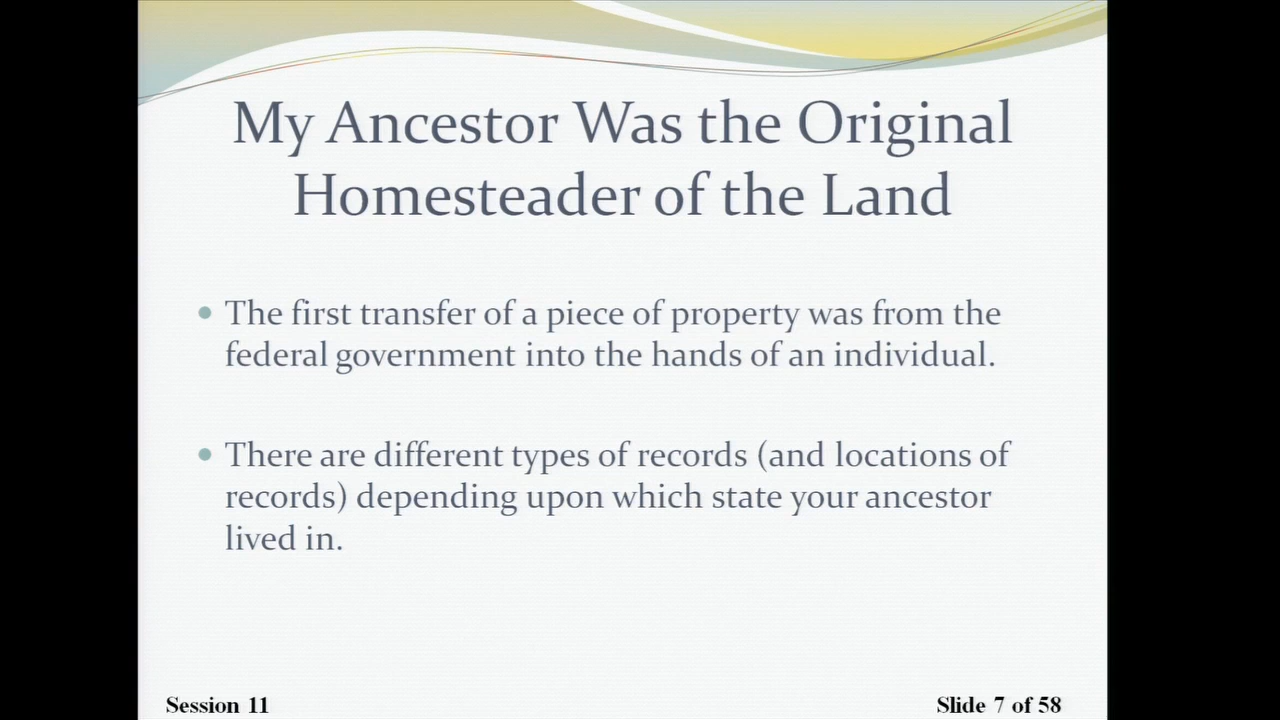 My Ancestor Was the Original
Homesteader of the Land
• The first transfer of a piece of property was from the
federal government into the hands of an individual.
• There are different types of records (and locations of
records) depending upon which state your ancestor
lived in.
Session 11
Slide 7 of 58